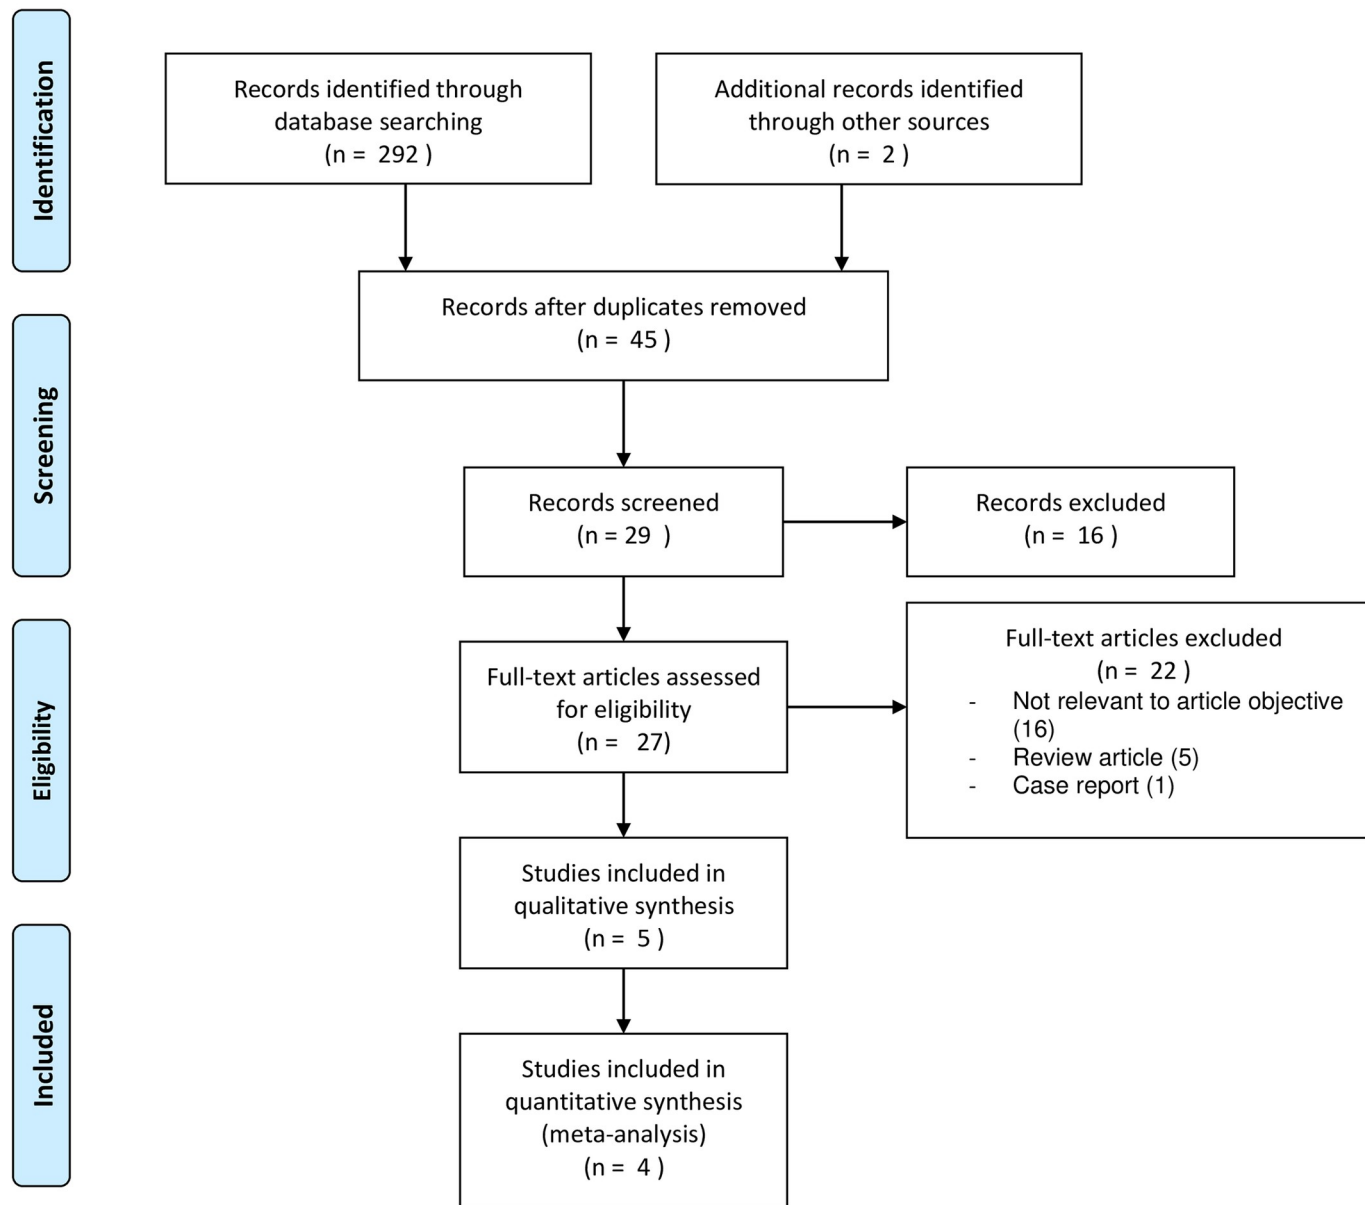 Identification
Records identified through
database searching
(n = 292 )
Additional records identified
through other sources
(n = 2 )
Records after duplicates removed
(n = 45 )
Screening
Records screened
(n = 29 )
Records excluded
(n = 16 )
Eligibility
Full-text articles assessed
for eligibility
(n = 27)
Full-text articles excluded
(n = 22 )
- Not relevant to article objective
(16)
- Review article (5)
- Case report (1)
Studies included in
qualitative synthesis
(n = 5 )
Included
Studies included in
quantitative synthesis
(meta-analysis)
(n = 4 )